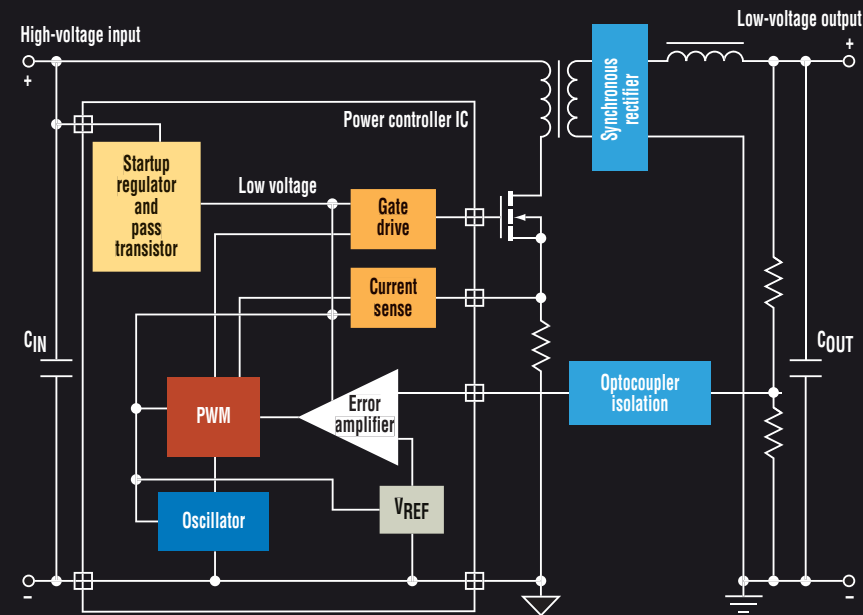 High-voltage input
+
Low-voltage output
+
Power controller IC
Synchronous
rectifier
Startup
regulator
and
pass
transistor
Low voltage
Gate
drive
Current
sense
CIN
COUT
PWM
Error
amplifier
Optocoupler
isolation
VREF
Oscillator
–
–